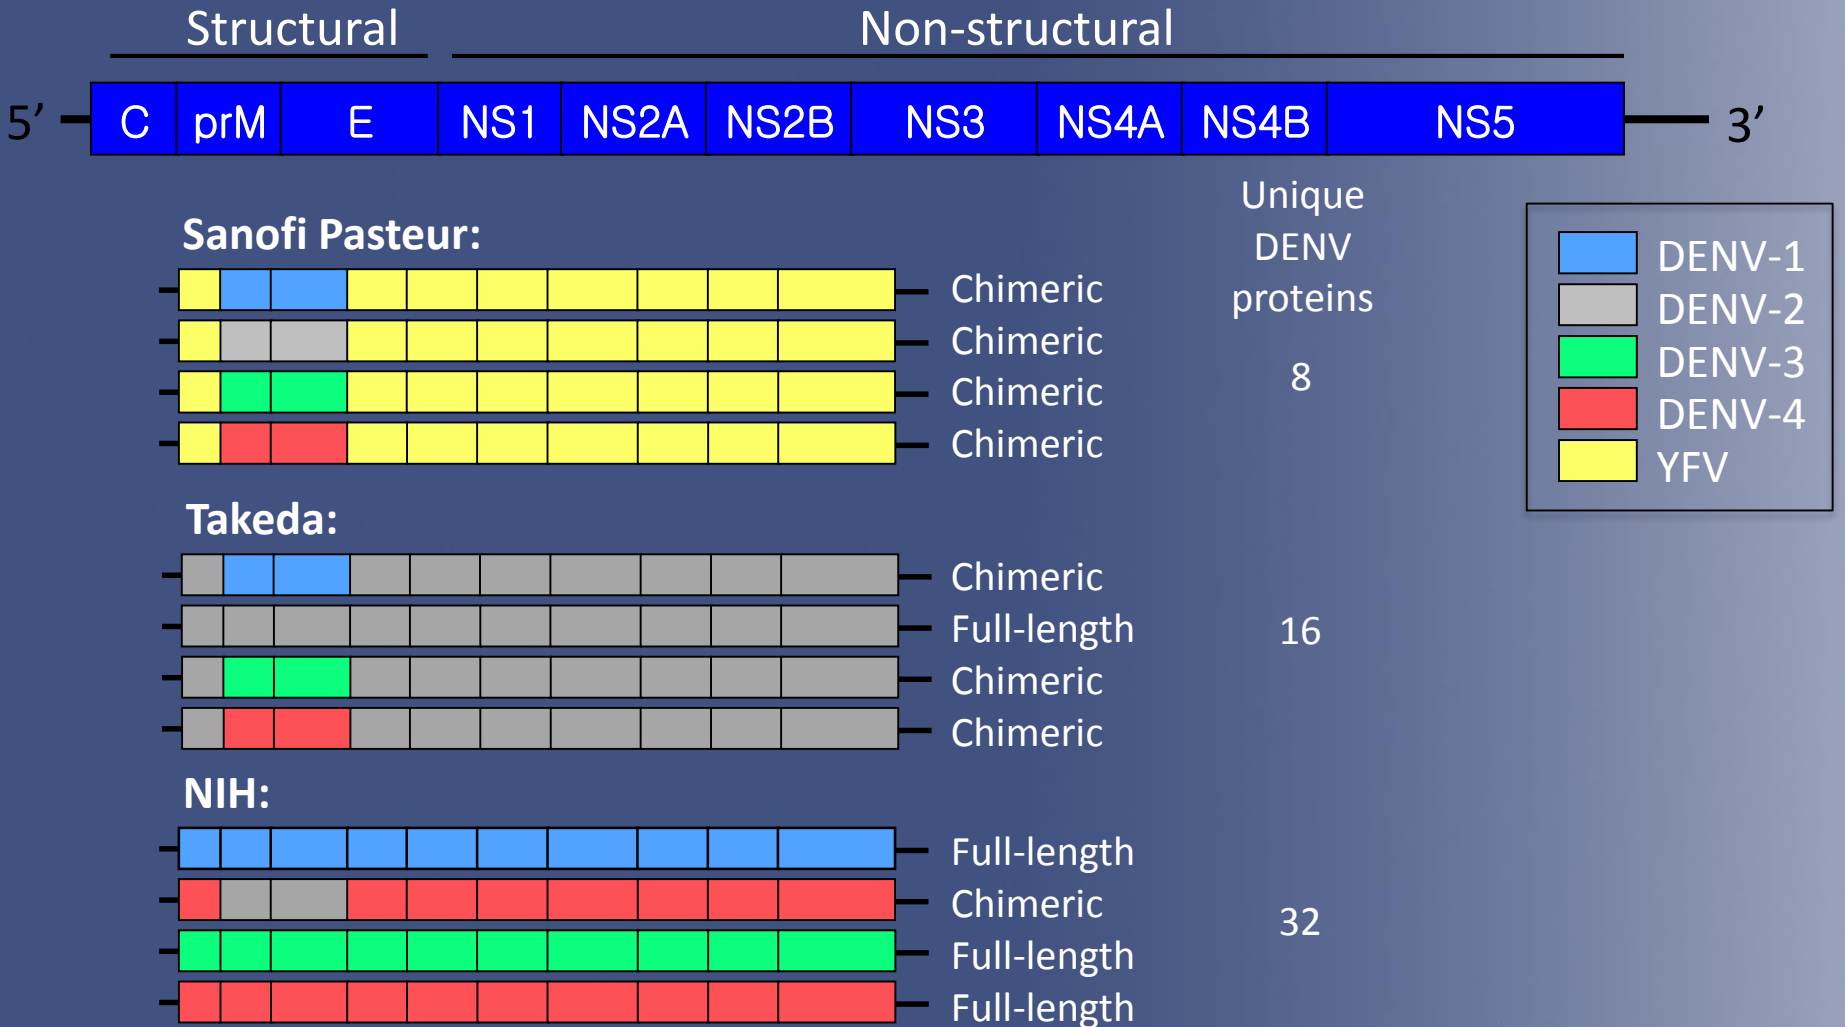 Structural Non-structural
5’ C prM E NS1 NS2A NS2B NS3 NS4A NS4B NS5 3’
Unique
DENV
proteins
Sanofi Pasteur:
Chimeric
Chimeric
Chimeric
Chimeric
8
DENV-1
DENV-2
DENV-3
DENV-4
YFV
Takeda:
Chimeric
Full-length
Chimeric
Chimeric
16
NIH:
Full-length
Chimeric
Full-length
Full-length
32